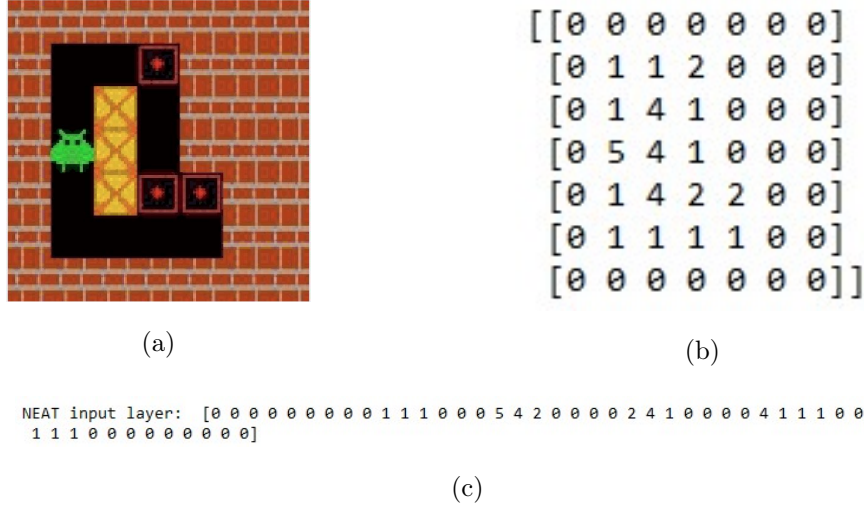 [[0 0 0 0 0 0 0]
[0 1 1 2 0 0 0]
[0 1 4 1 0 0 0]
[0 5 4 1 0 0 0]
[0 1 4 2 2 0 0]
[0 1 1 1 1 0 0]
[0 0 0 0 0 0 0]]
(a)
(b)
NEAT input layer: [0 0 0 0 0 0 0 0 0 1 1 1 0 0 0 5 4 2 0 0 0 0 2 4 1 0 0 0 0 4 1 1 1 0 0
1 1 1 0 0 0 0 0 0 0 0 0]
(c)